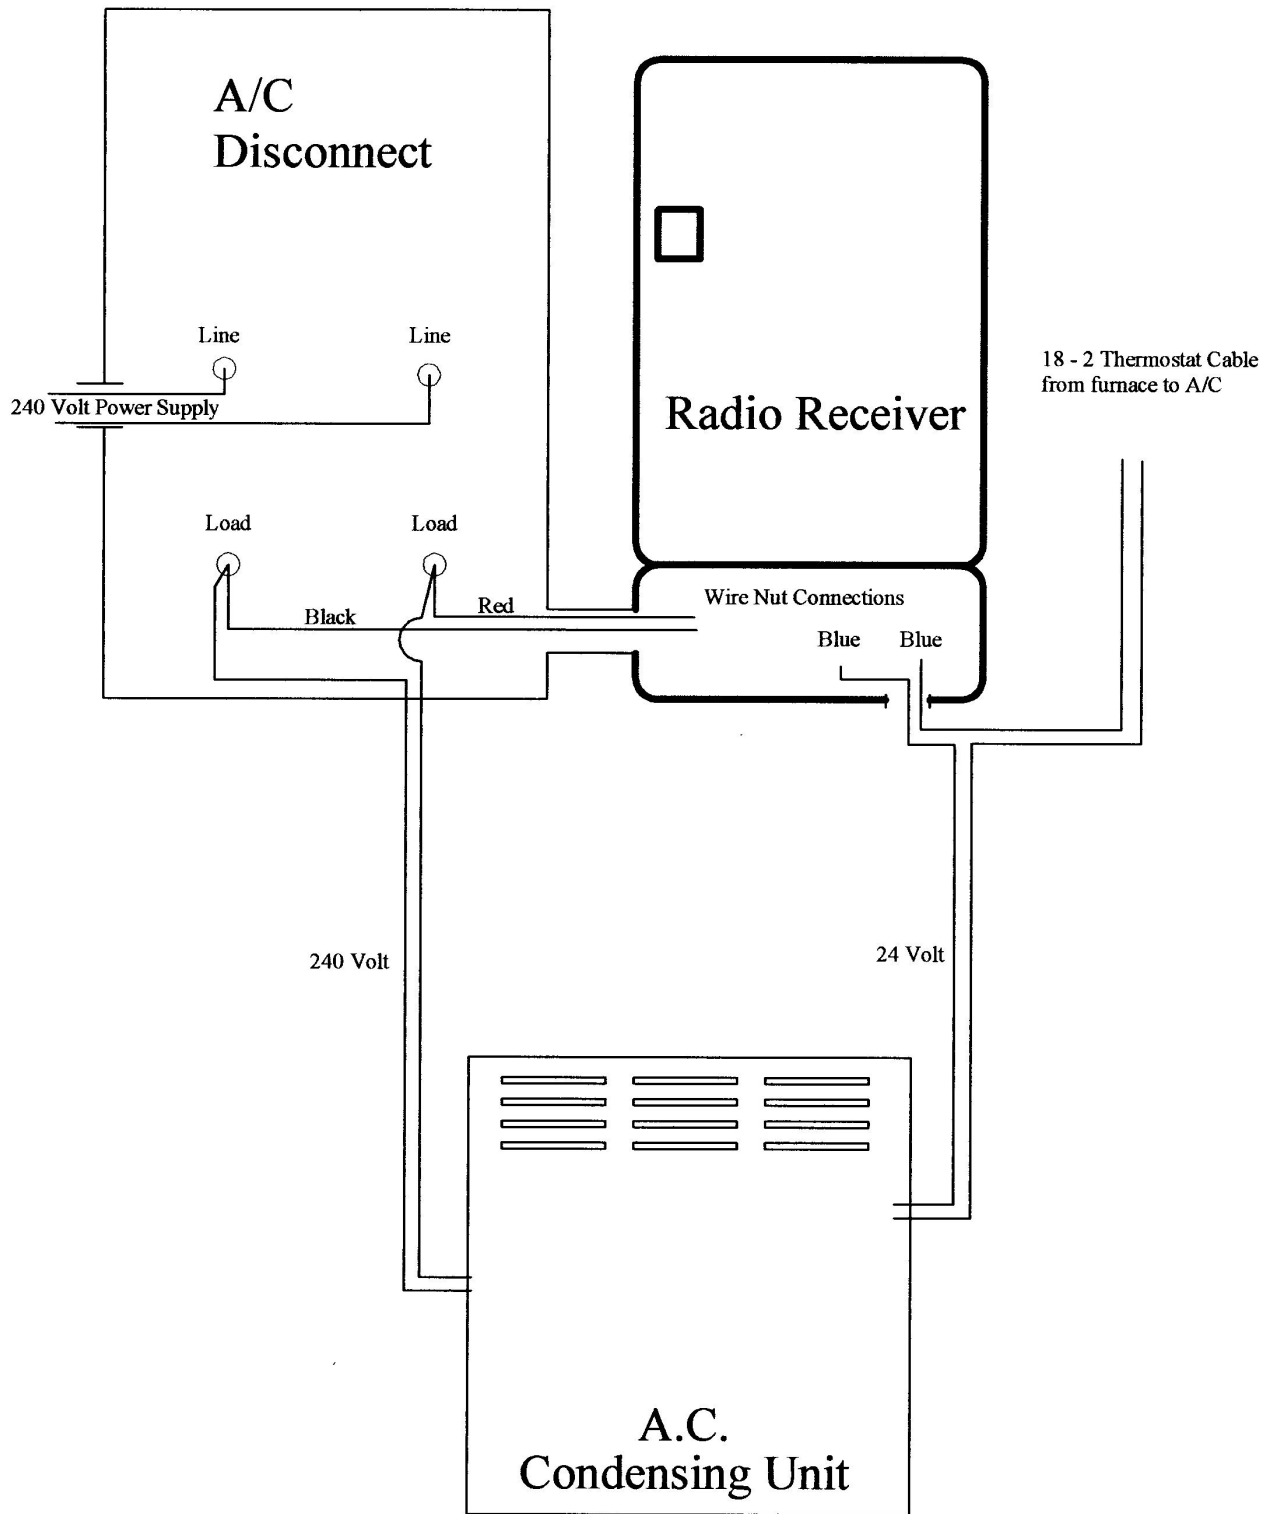 A/C
Disconnect
Line
Line
240 Volt Power Supply
Load
Load
Black
Red
Radio Receiver
Wire Nut Connections
Blue
Blue
18 - 2 Thermostat Cable
from furnace to A/C
240 Volt
24 Volt
A.C.
Condensing Unit